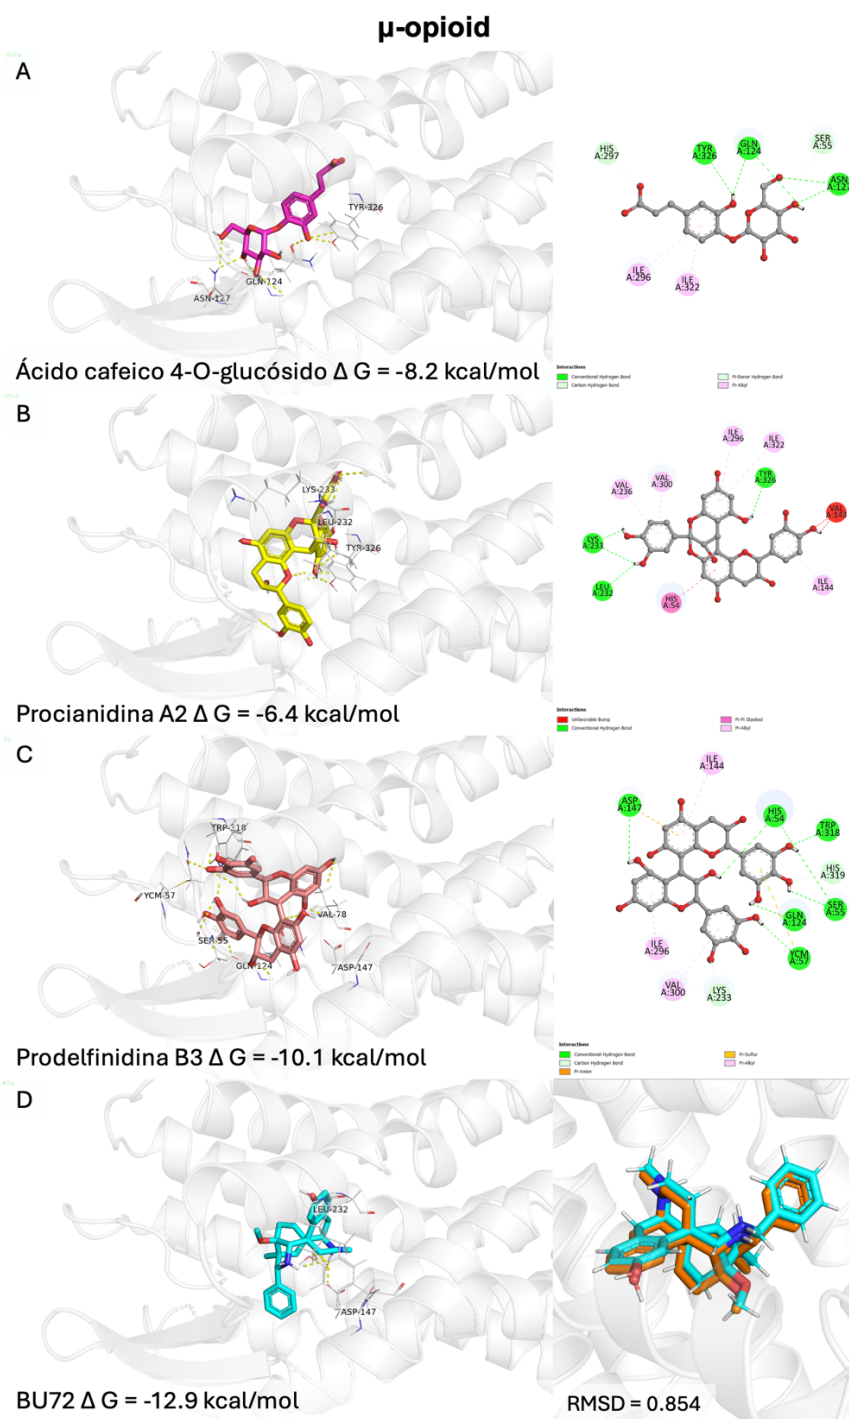 µ-opioid
A
TYR-326
GLN-124
ASN-127
HIS
A:297
TYR
A:326
GLN
A:124
SER
A:55
ASN
A:127
ILE
A:296
ILE
A:322
Interactions
Conventional Hydrogen Bond
Carbon Hydrogen Bond
Pi-Donor Hydrogen Bond
Pi-Alkyl
Ácido cafeico 4-O-glucósido Δ G = -8.2 kcal/mol
B
LYS-233
LEU-232
TYR-326
ILE
A:296
ILE
A:322
VAL
A:236
VAL
A:300
TYR
A:326
VAL
A:143
LYS
A:233
LEU
A:232
HIS
A:54
ILE
A:144
Interactions
Unfavorable Bump
Conventional Hydrogen Bond
Pi-Pi Stacked
Pi-Alkyl
Procianidina A2 Δ G = -6.4 kcal/mol
C
TRP-318
YCM-57
VAL-78
SER-55
GLN-124
ASP-147
ILE
A:144
ASP
A:147
HIS
A:54
TRP
A:318
HIS
A:319
SER
A:55
GLN
A:124
YCM
A:57
ILE
A:296
VAL
A:300
LYS
A:233
Interactions
Conventional Hydrogen Bond
Carbon Hydrogen Bond
Pi-Anion
Pi-Sulfur
Pi-Alkyl
Prodelfinidina B3 Δ G = -10.1 kcal/mol
D
LEU-232
ASP-147
BU72 Δ G = -12.9 kcal/mol
RMSD = 0.854